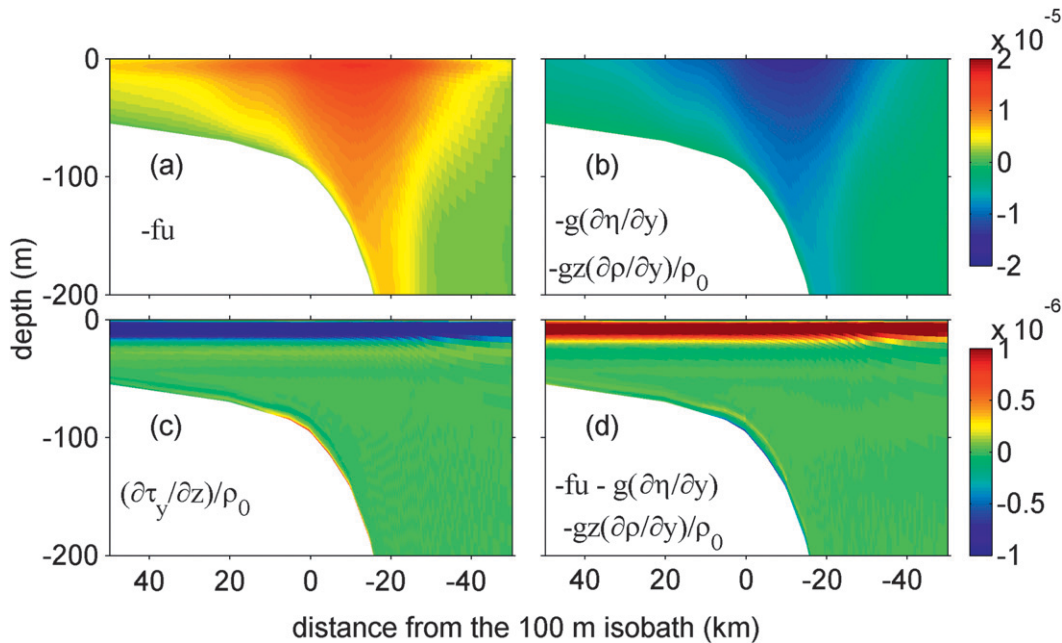 x 10⁻⁵
0
-100
-200
(a)
-fu
(b)
-g(∂η/∂y)
-gz(∂ρ/∂y)/ρ₀
2
1
0
-1
-2
depth (m)
x 10⁻⁶
0
-100
-200
(c)
(∂τy/∂z)/ρ₀
(d)
-fu - g(∂η/∂y)
-gz(∂ρ/∂y)/ρ₀
1
0.5
0
-0.5
-1
40 20 0 -20 -40 40 20 0 -20 -40
distance from the 100 m isobath (km)